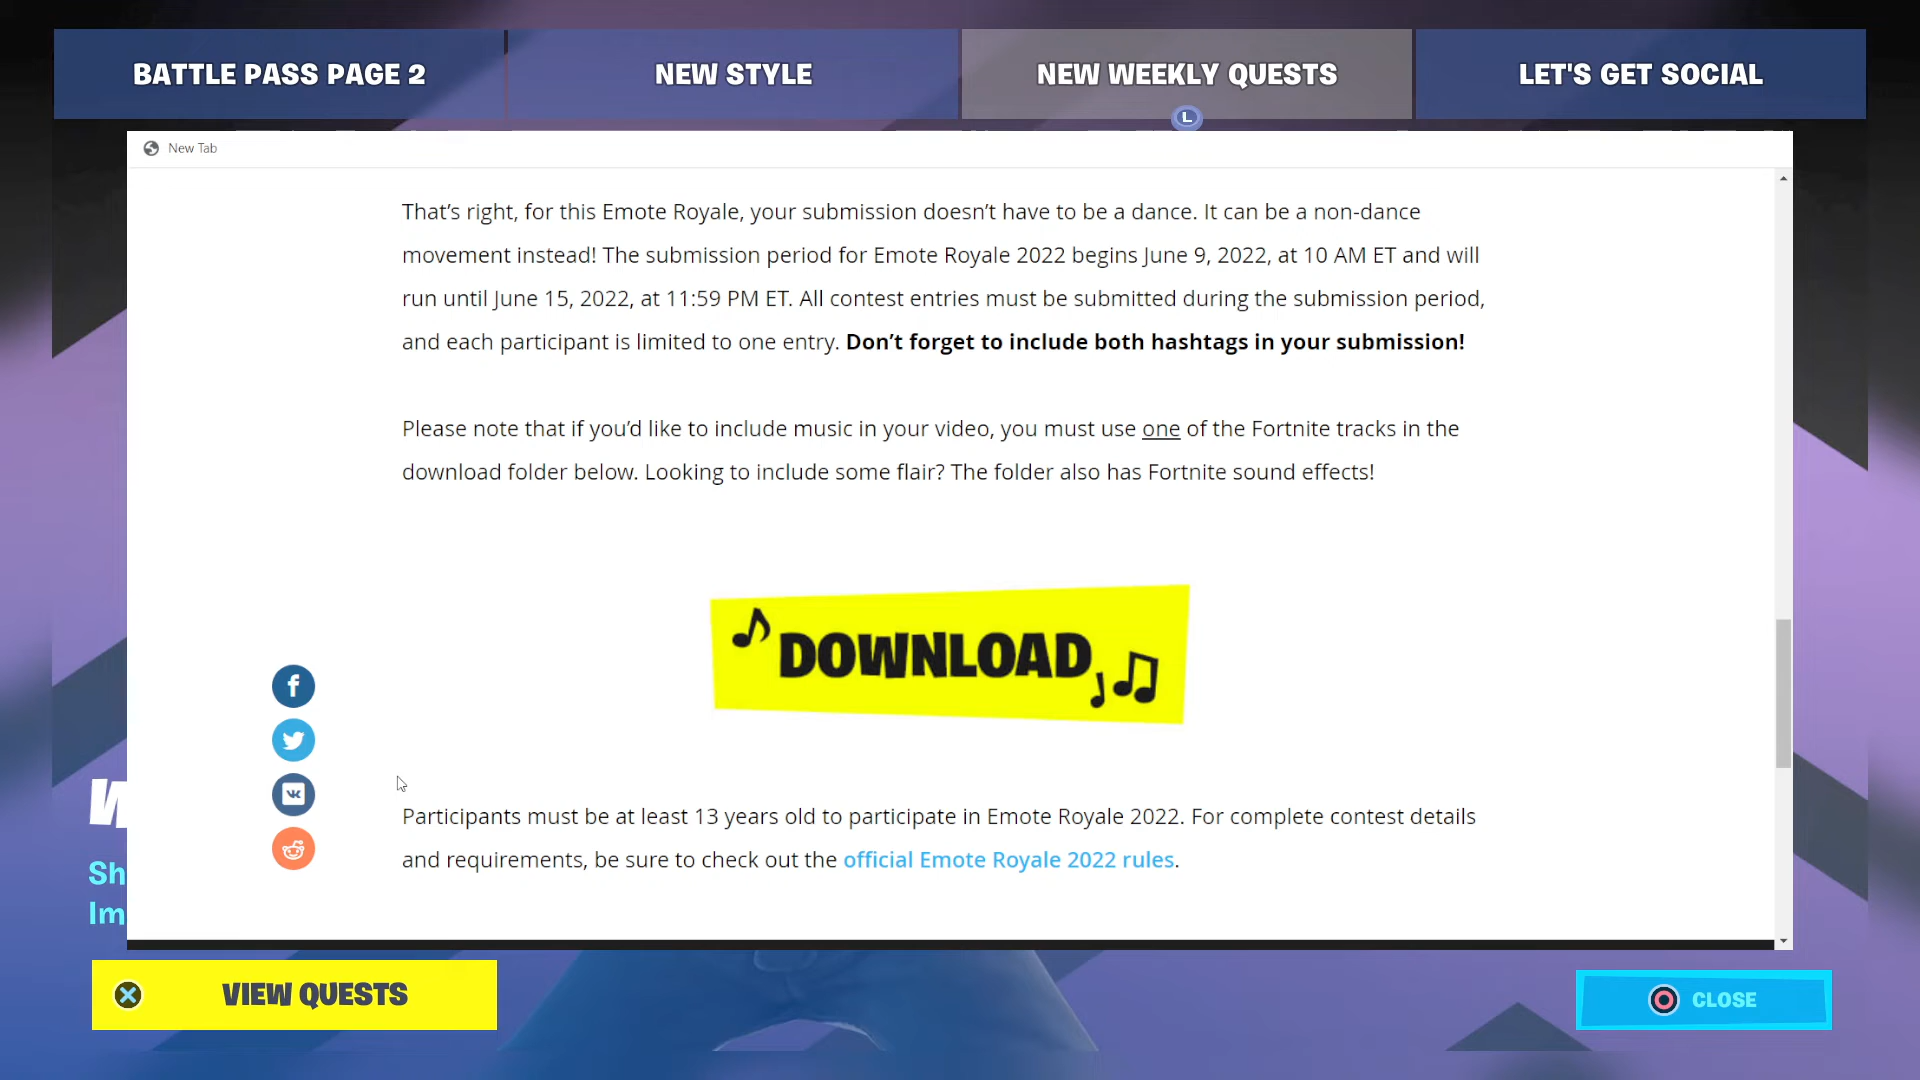 BATTLE PASS PAGE 2
NEW STYLE
NEW WEEKLY QUESTS
LET'S GET SOCIAL
L
New Tab
That’s right, for this Emote Royale, your submission doesn’t have to be a dance. It can be a non-dance
movement instead! The submission period for Emote Royale 2022 begins June 9, 2022, at 10 AM ET and will
run until June 15, 2022, at 11:59 PM ET. All contest entries must be submitted during the submission period,
and each participant is limited to one entry. Don’t forget to include both hashtags in your submission!
Please note that if you’d like to include music in your video, you must use one of the Fortnite tracks in the
download folder below. Looking to include some flair? The folder also has Fortnite sound effects!
DOWNLOAD
Participants must be at least 13 years old to participate in Emote Royale 2022. For complete contest details
and requirements, be sure to check out the official Emote Royale 2022 rules.
Sh
Im
VIEW QUESTS
CLOSE